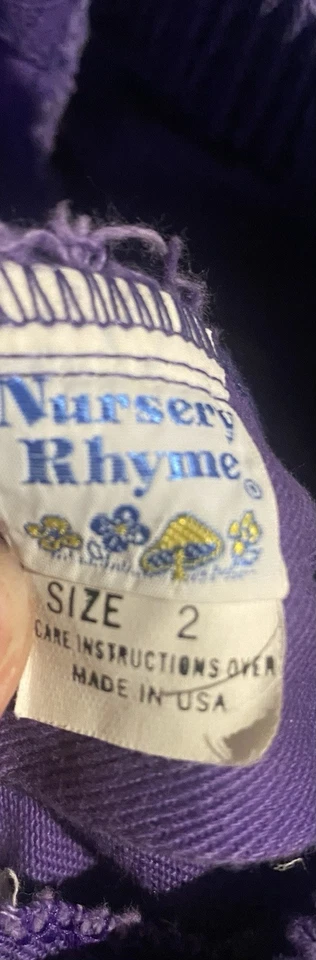 Nursery
Rhyme®
SIZE 2
CARE INSTRUCTIONS OVER
MADE IN USA